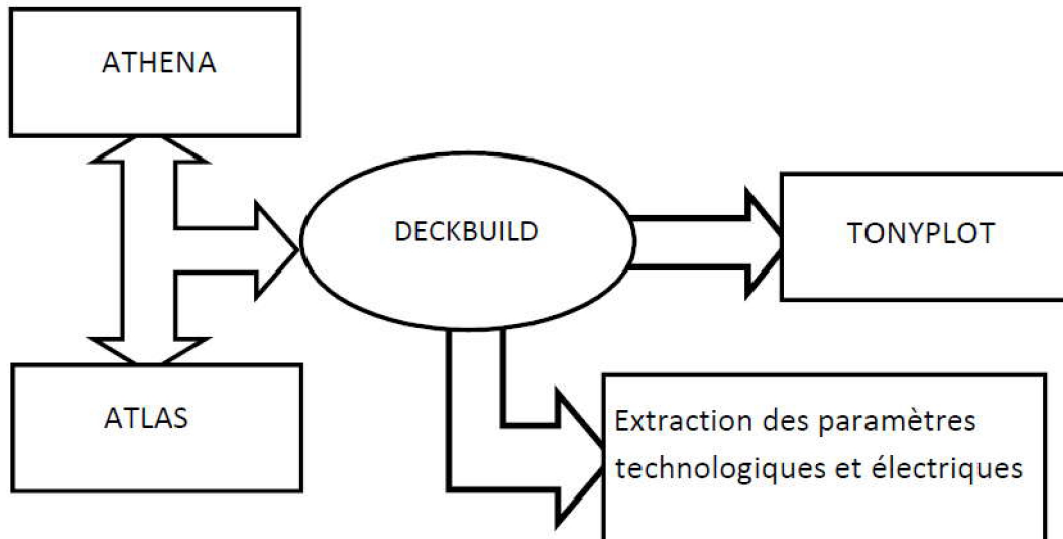 ATHENA
DECKBUILD
TONYPLOT
ATLAS
Extraction des paramètres
technologiques et électriques